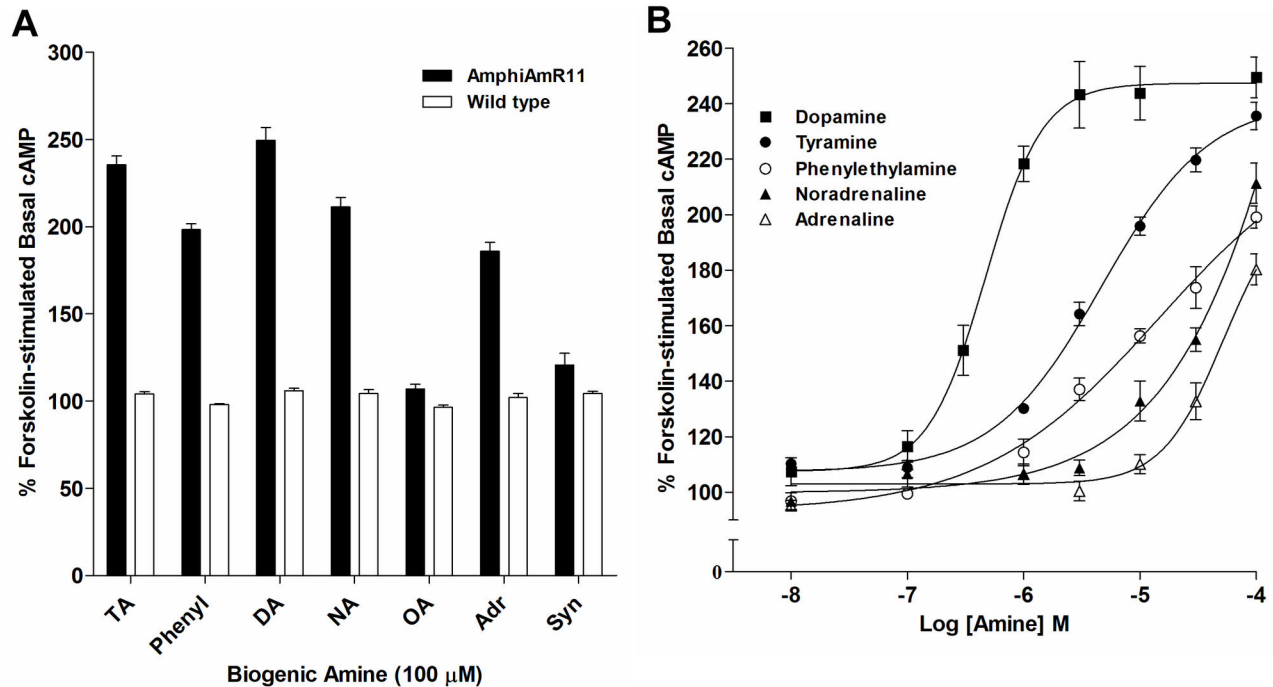 A
% Forskolin-stimulated Basal cAMP
300
250
200
150
100
50
0
AmphiAmR11
Wild type
TA
Phenyl
DA
NA
OA
Adr
Syn
Biogenic Amine (100 μM)
B
% Forskolin-stimulated Basal cAMP
260
240
220
200
180
160
140
120
100
0
Dopamine
Tyramine
Phenylethylamine
Noradrenaline
Adrenaline
-8
-7
-6
-5
-4
Log [Amine] M